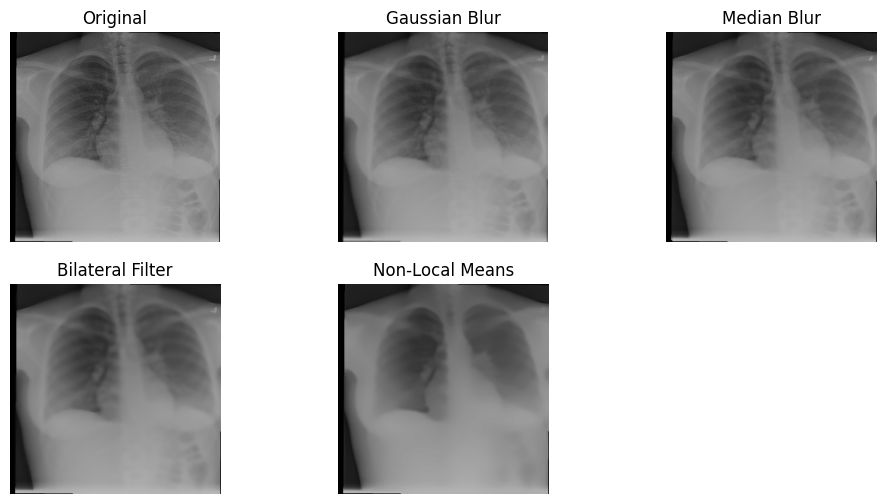 Original
Gaussian Blur
Median Blur
Bilateral Filter
Non-Local Means